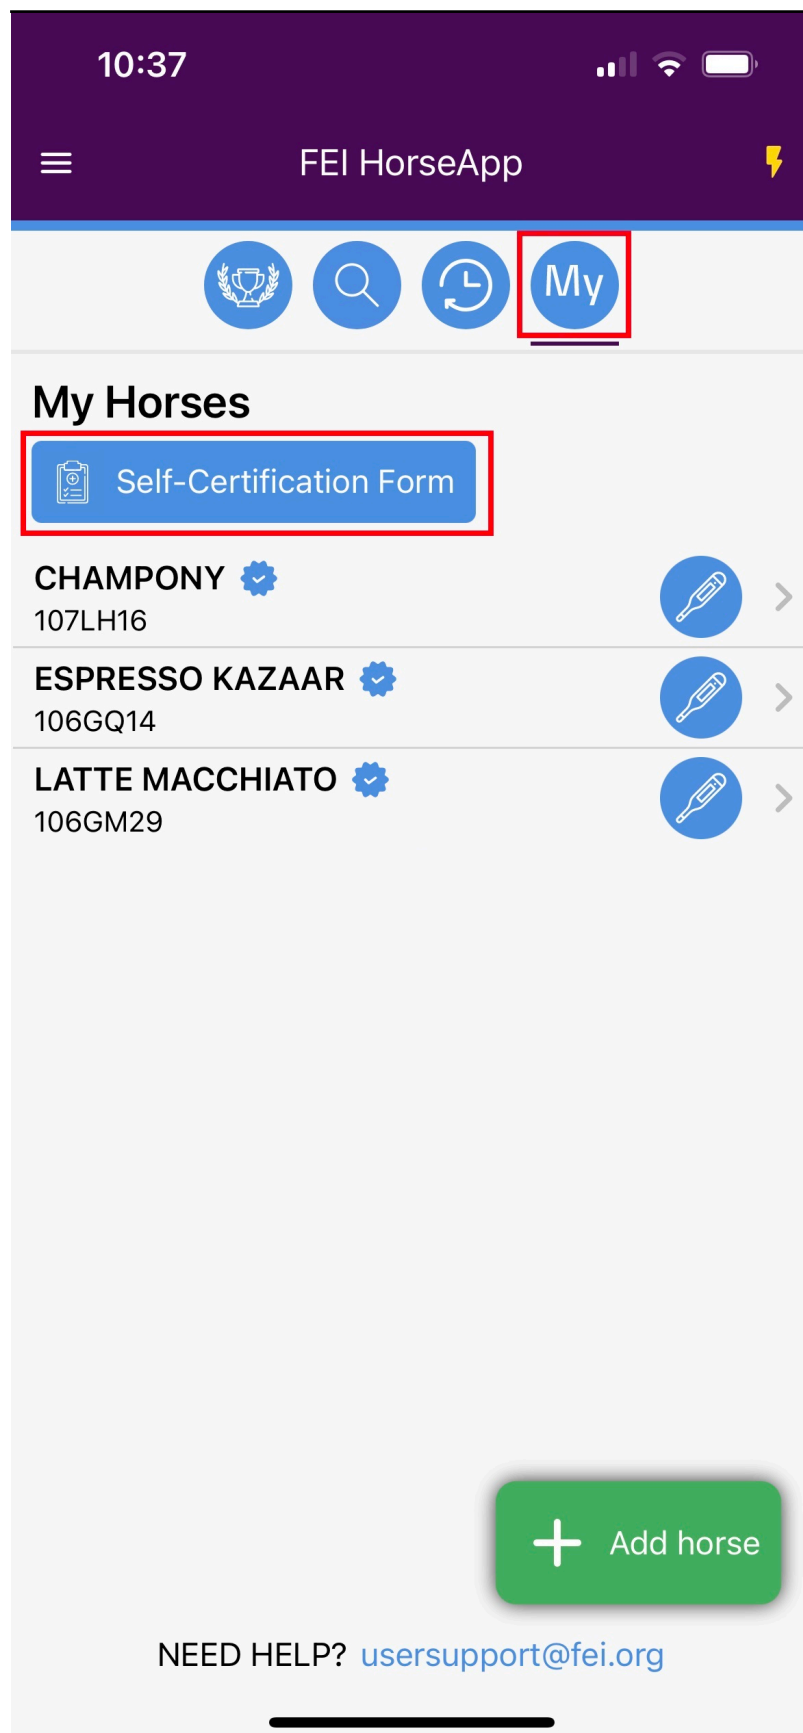 10:37
FEI HorseApp
My
My Horses
Self-Certification Form
CHAMPONY
107LH16
ESPRESSO KAZAAR
106GQ14
LATTE MACCHIATO
106GM29
Add horse
NEED HELP? usersupport@fei.org